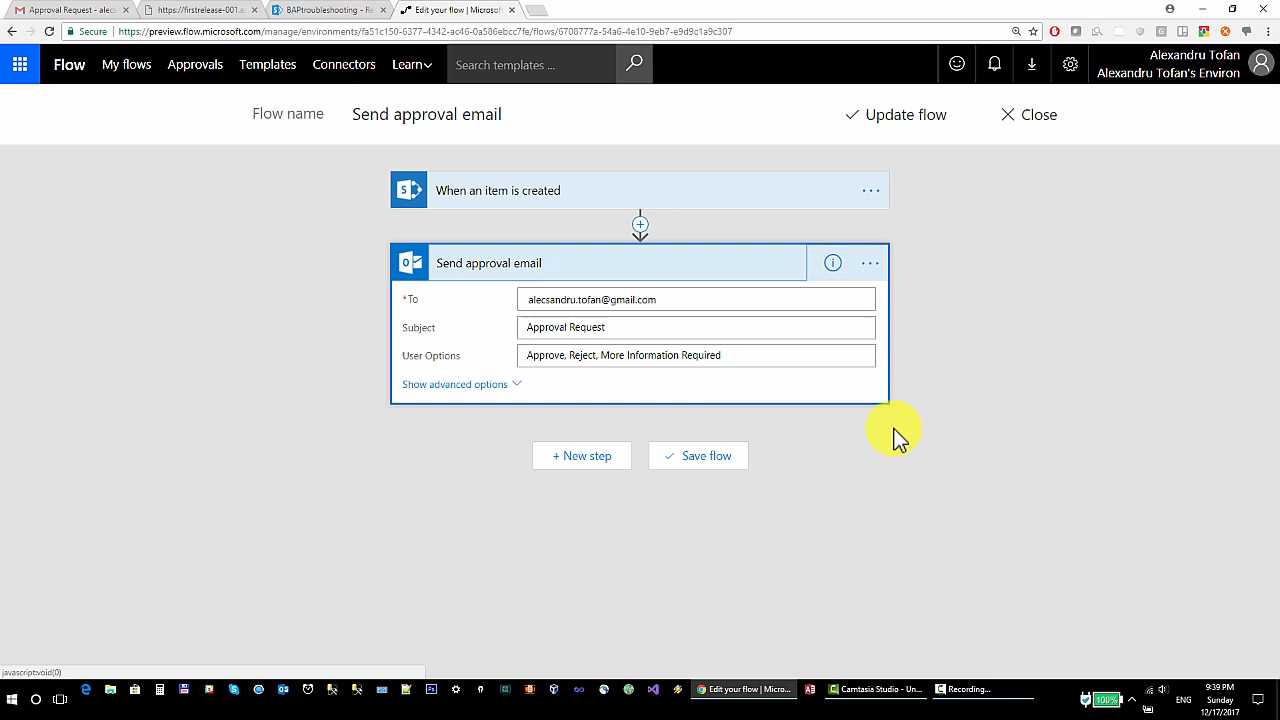 Approval Request - alecs
https://firstrelease-001.
BAPtroubleshooting - Re
Edit your flow | Microsof
Secure
https://preview.flow.microsoft.com/manage/environments/fa51c150-6377-4342-ac46-0a58b2bcc7fe/flows/6708777a-54a6-4e10-9eb7-e9d9c1a9c307
Flow
My flows
Approvals
Templates
Connectors
Learn
Search templates ...
Alexandru Tofan
Alexandru Tofan's Environ
Flow name
Send approval email
Update flow
Close
When an item is created
Send approval email
*To
alecsandru.tofan@gmail.com
Subject
Approval Request
User Options
Approve, Reject, More Information Required
Show advanced options
+ New step
Save flow
javascript:void(0)
Edit your flow | Micro...
Camtasia Studio - Un...
Recording...
100%
ENG
9:39 PM
Sunday
12/17/2017